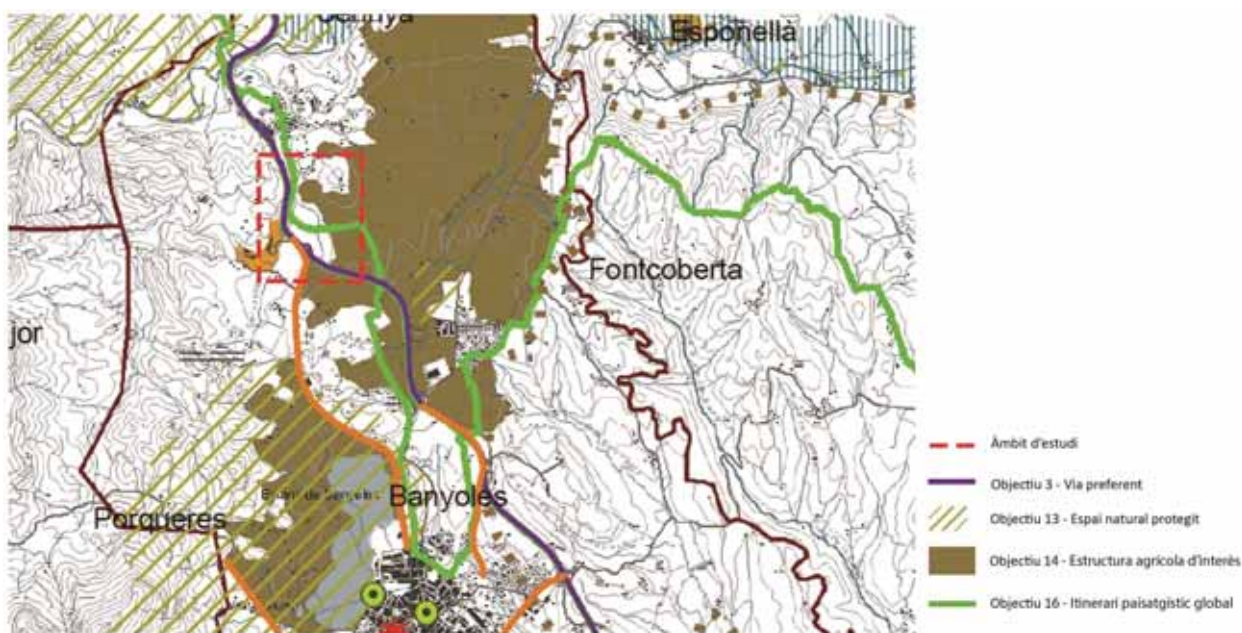 Esponellà
Fontcoberta
jor
Banyoles
Porqueres
Àmbit d'estudi
Objectiu 3 - Via preferent
Objectiu 13 - Espai natural protegit
Objectiu 14 - Estructura agrícola d'interès
Objectiu 16 - Itinerari paisatgístic global